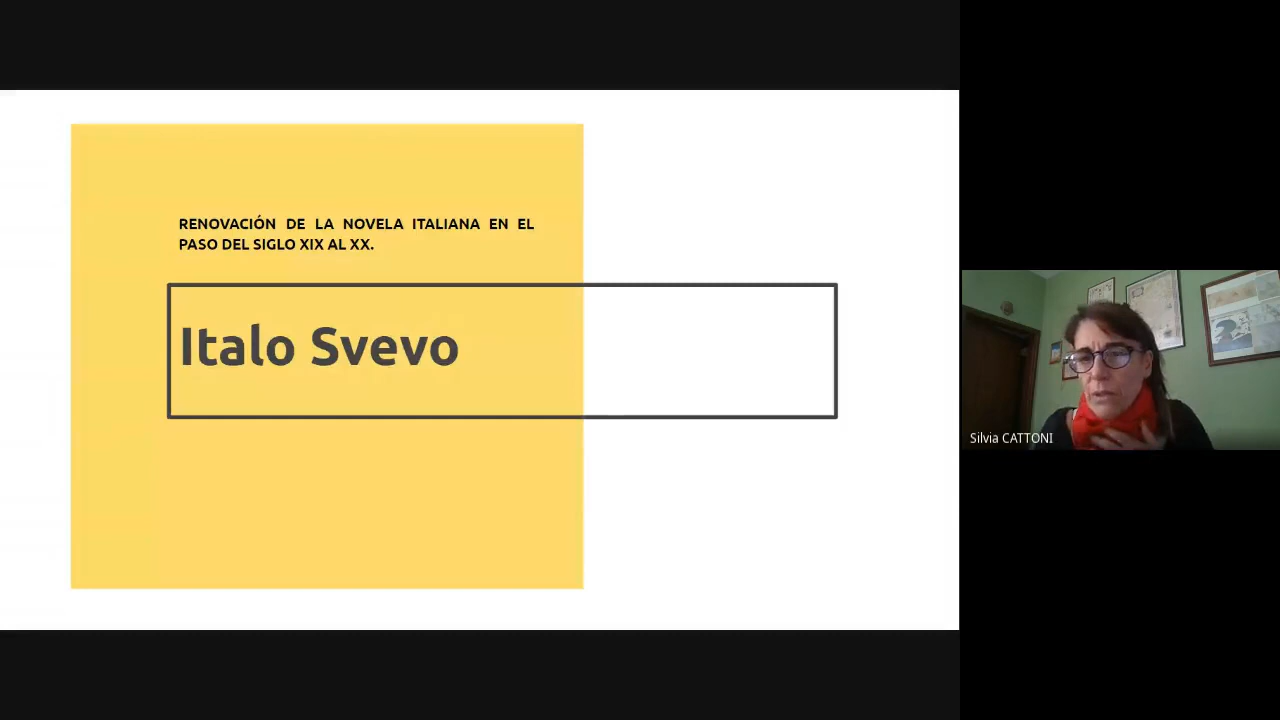 RENOVACIÓN DE LA NOVELA ITALIANA EN EL
PASO DEL SIGLO XIX AL XX.
Italo Svevo
Silvia CATTONI